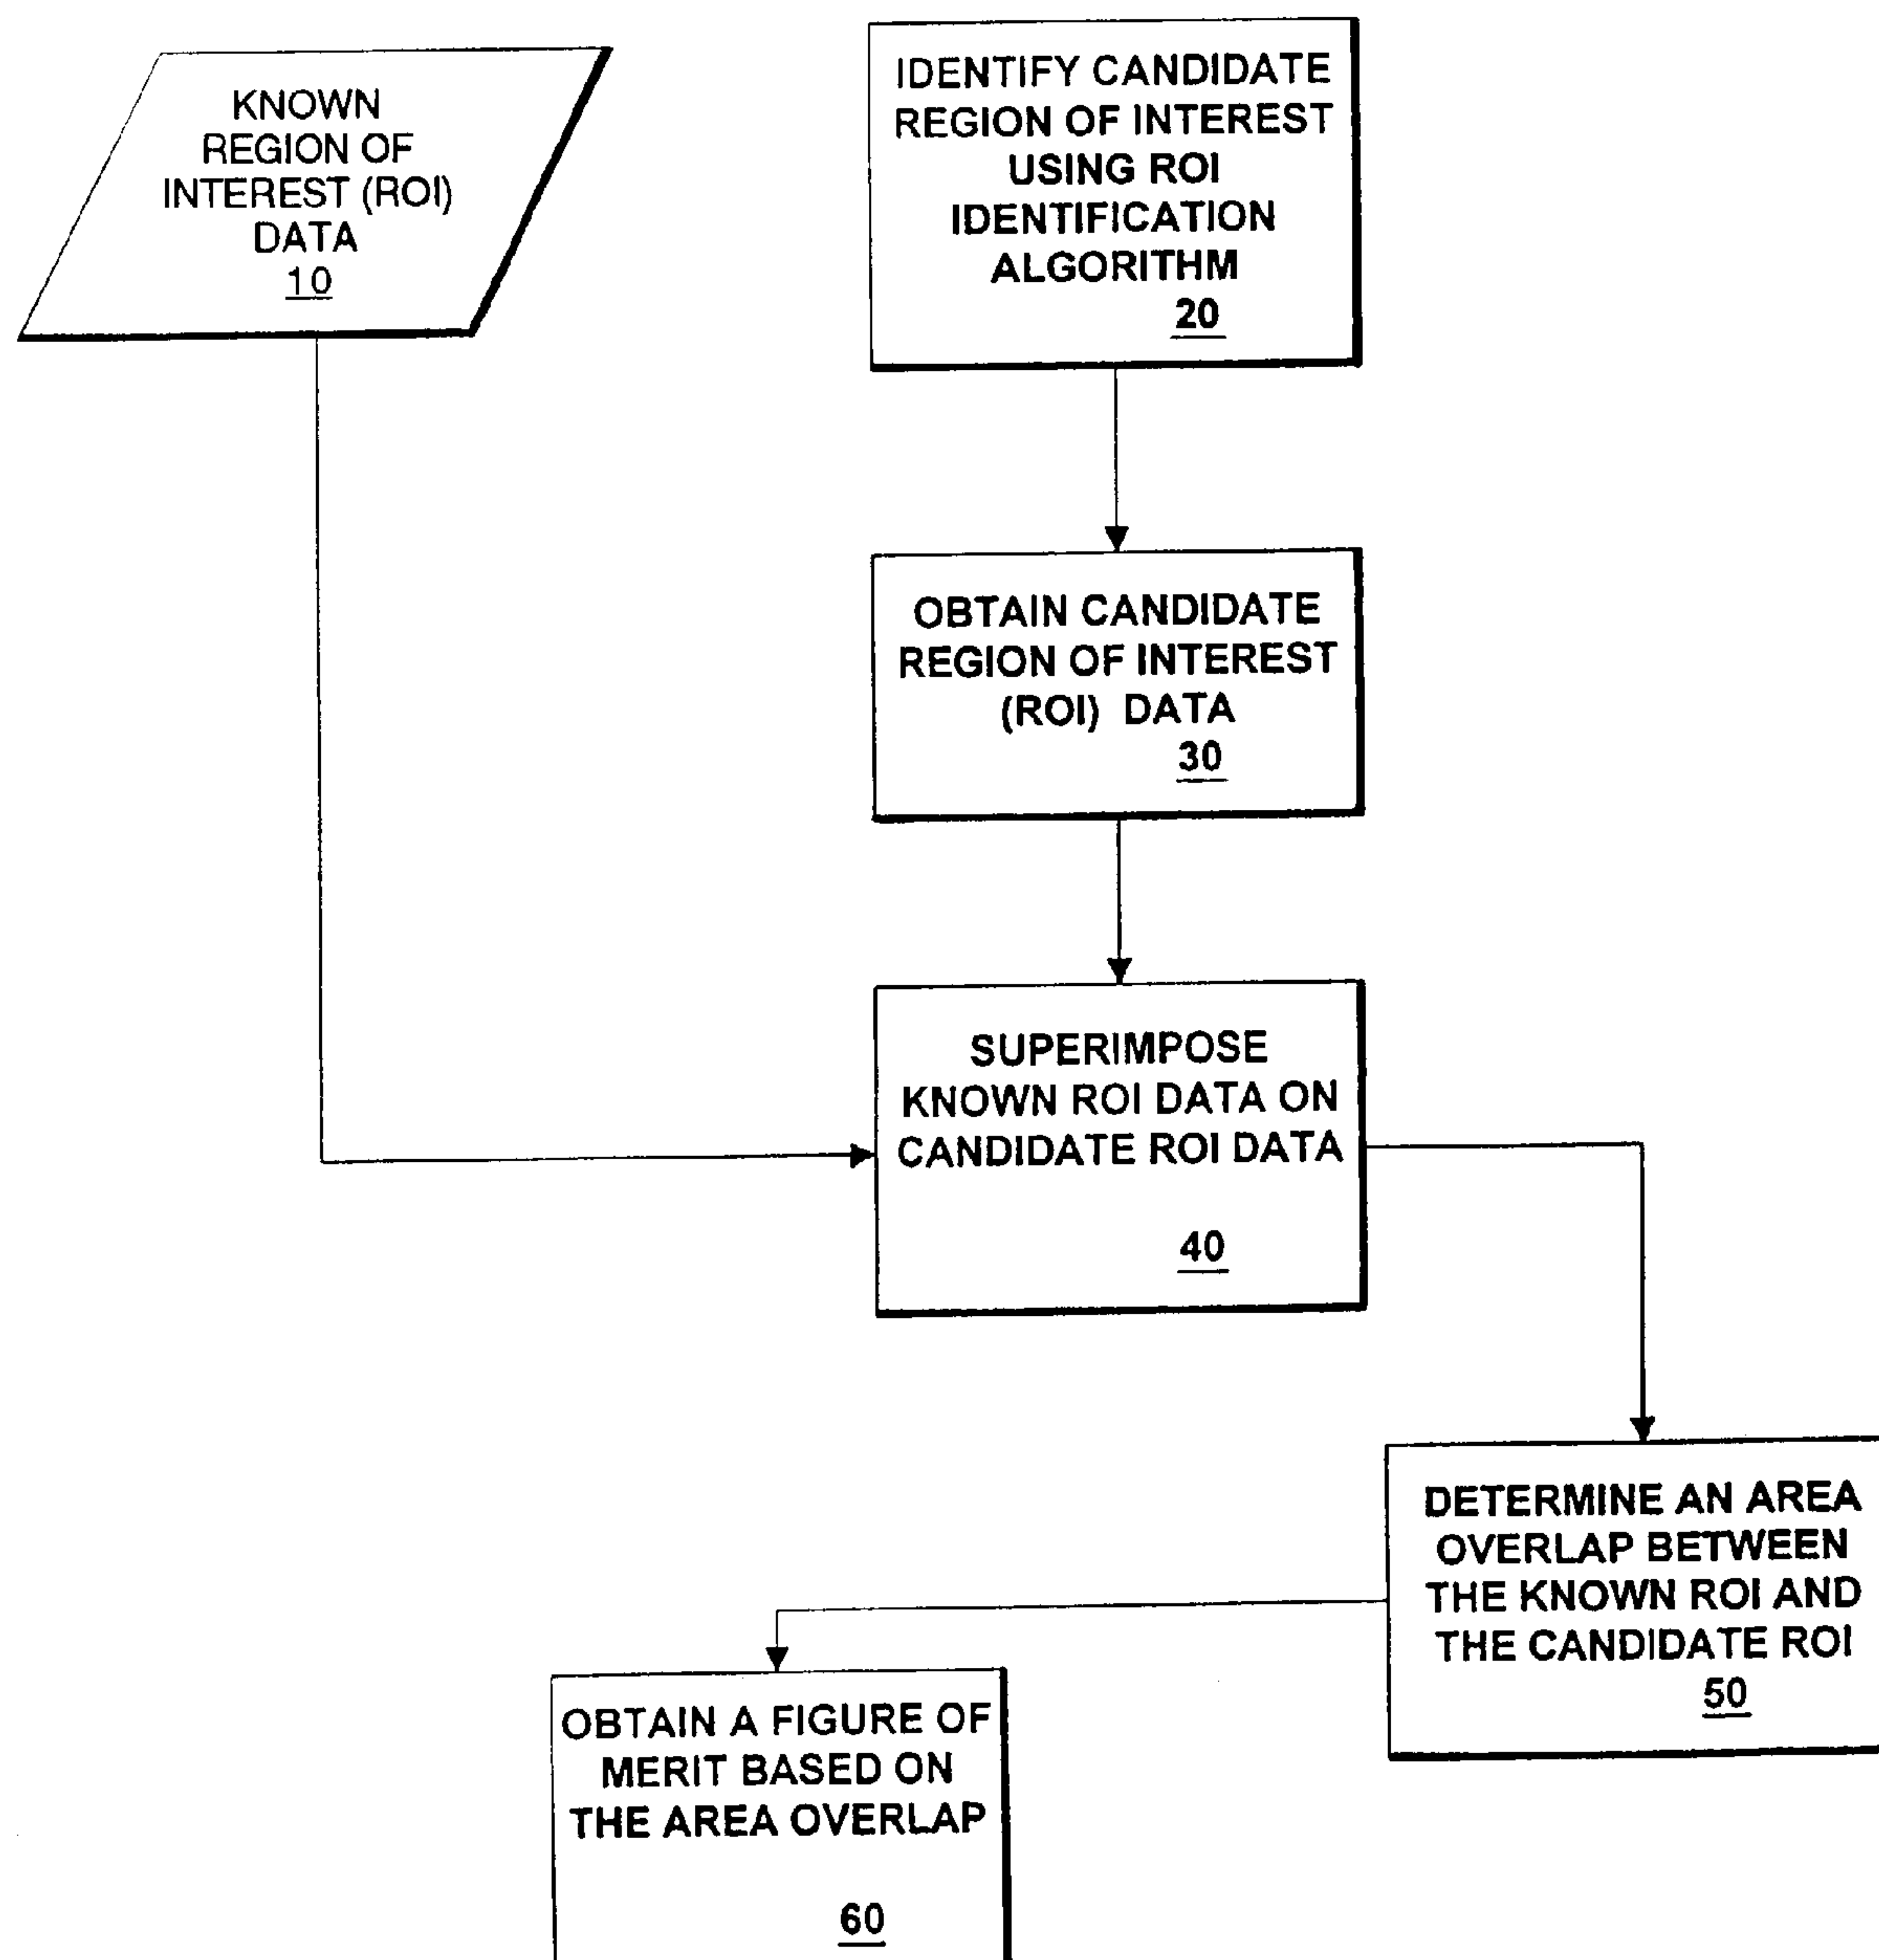 KNOWN
REGION OF
INTEREST (ROI)
DATA
10
IDENTIFY CANDIDATE
REGION OF INTEREST
USING ROI
IDENTIFICATION
ALGORITHM
20
OBTAIN CANDIDATE
REGION OF INTEREST
(ROI) DATA
30
SUPERIMPOSE
KNOWN ROI DATA ON
CANDIDATE ROI DATA
40
DETERMINE AN AREA
OVERLAP BETWEEN
THE KNOWN ROI AND
THE CANDIDATE ROI
50
OBTAIN A FIGURE OF
MERIT BASED ON
THE AREA OVERLAP
60